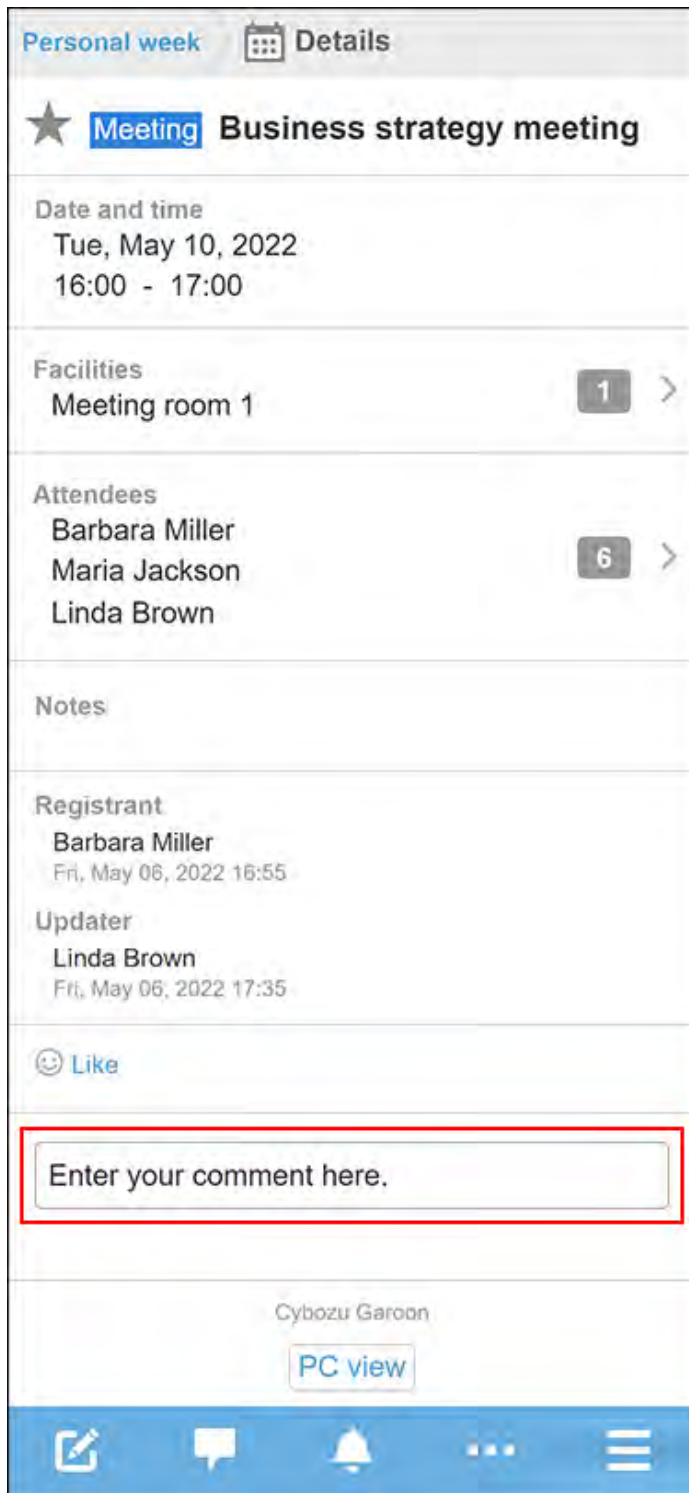 Personal week Details
Meeting Business strategy meeting
Date and time
Tue, May 10, 2022
16:00 - 17:00
Facilities
Meeting room 1
1
Attendees
Barbara Miller
Maria Jackson
6
Linda Brown
Notes
Registrant
Barbara Miller
Fri, May 06, 2022 16:55
Updater
Linda Brown
Fri, May 06, 2022 17:35
Like
Enter your comment here.
Cybozu Garoon
PC view